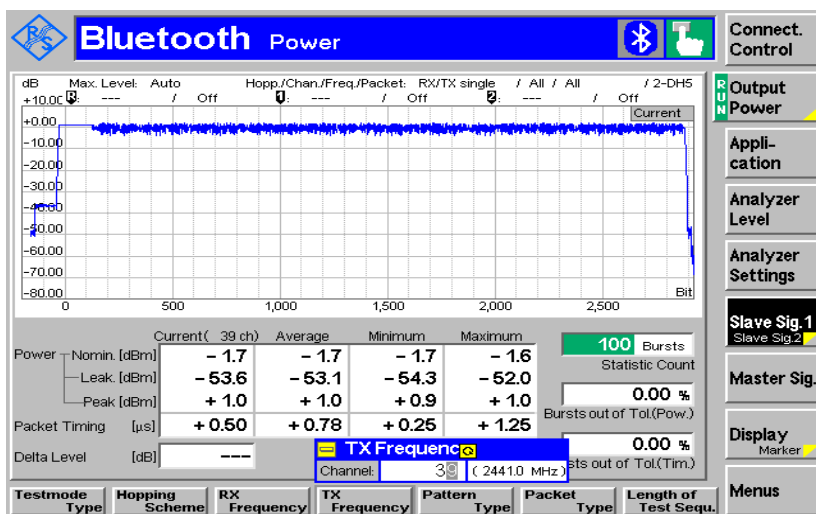 R S
Bluetooth Power
dB Max. Level: Auto Hopp./Chan./Freq./Packet: RX/TX single / All / All / 2-DH5
+10.00 R: --- / Off 1: --- / Off 2: --- / Off
Current
+0.00
-10.00
-20.00
-30.00
-40.00
-50.00
-60.00
-70.00
-80.00
Bit
0 500 1,000 1,500 2,000 2,500
Current( 39 ch) Average Minimum Maximum
Power Nomin. [dBm] - 1.7 - 1.7 - 1.7 - 1.6
Leak. [dBm] - 53.6 - 53.1 - 54.3 - 52.0
Peak [dBm] + 1.0 + 1.0 + 0.9 + 1.0
Packet Timing [µs] + 0.50 + 0.78 + 0.25 + 1.25
Delta Level [dB] ---
100 Bursts
Statistic Count
0.00 %
Bursts out of Tol.(Pow.)
0.00 %
sts out of Tol.(Tim.)
TX Frequenc
Channel: 39 ( 2441.0 MHz )
Testmode Type
Hopping Scheme
RX Frequency
TX Frequency
Pattern Type
Packet Type
Length of Test Sequ.
Connect. Control
RUN
Output Power
Appli-
cation
Analyzer Level
Analyzer Settings
Slave Sig.1
Slave Sig.2
Master Sig.
Display
Marker
Menus